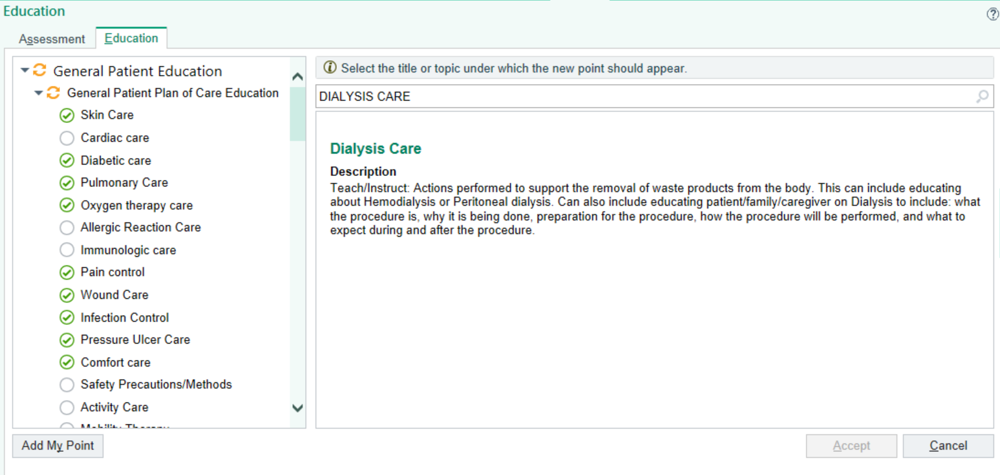 Education
Assessment
Education
General Patient Education
General Patient Plan of Care Education
Skin Care
Cardiac care
Diabetic care
Pulmonary Care
Oxygen therapy care
Allergic Reaction Care
Immunologic care
Pain control
Wound Care
Infection Control
Pressure Ulcer Care
Comfort care
Safety Precautions/Methods
Activity Care
Mobility Therapy
Add My Point
Select the title or topic under which the new point should appear.
DIALYSIS CARE
Dialysis Care
Description
Teach/Instruct: Actions performed to support the removal of waste products from the body. This can include educating
about Hemodialysis or Peritoneal dialysis. Can also include educating patient/family/caregiver on Dialysis to include: what
the procedure is, why it is being done, preparation for the procedure, how the procedure will be performed, and what to
expect during and after the procedure.
Accept
Cancel